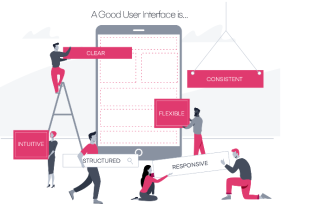 A Good User Interface is...
CLEAR
CONSISTENT
FLEXIBLE
INTUITIVE
STRUCTURED
RESPONSIVE